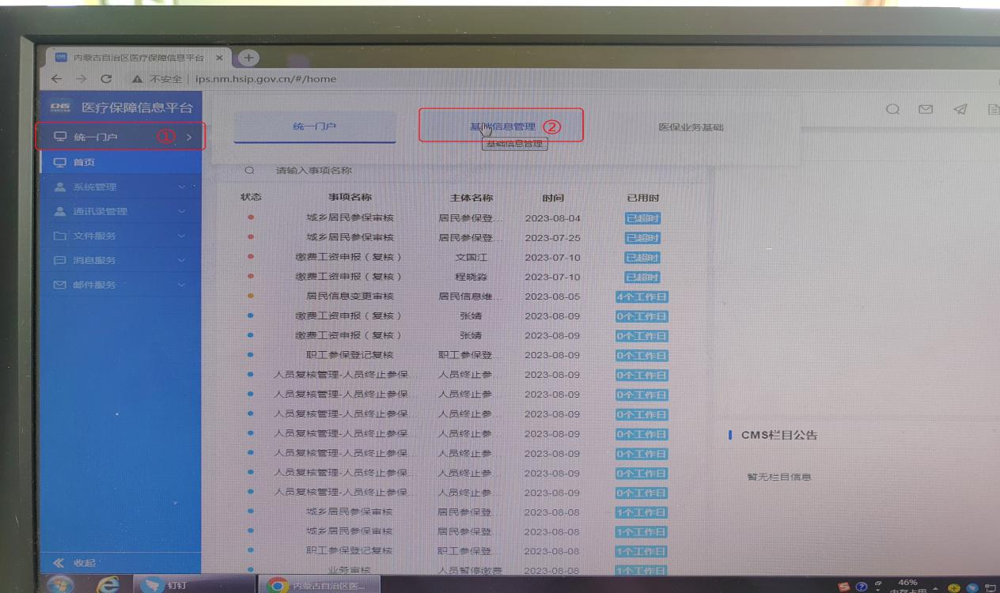 内蒙古自治区医疗保障信息平台
不安全 ips.nm.hsip.gov.cn/#/home
CHS 医疗保障信息平台
统一门户 ①
首页
系统管理
通讯录管理
文件服务
消息服务
邮件服务
收起
统一门户 基础信息管理 ② 医保业务基础
基础信息管理
请输入事项名称
状态 事项名称 主体名称 时间 已用时
城乡居民参保审核 居民参保登... 2023-08-04 已超时
城乡居民参保审核 居民参保登... 2023-07-25 已超时
缴费工资申报（复核） 文国江 2023-07-10 已超时
缴费工资申报（复核） 程晓淼 2023-07-10 已超时
居民信息变更审核 居民信息维... 2023-08-05 4个工作日
缴费工资申报（复核） 张婧 2023-08-09 0个工作日
缴费工资申报（复核） 张婧 2023-08-09 0个工作日
职工参保登记复核 职工参保登... 2023-08-09 0个工作日
人员复核管理-人员终止参保... 人员终止参... 2023-08-09 0个工作日
人员复核管理-人员终止参保... 人员终止参... 2023-08-09 0个工作日
人员复核管理-人员终止参保... 人员终止参... 2023-08-09 0个工作日
人员复核管理-人员终止参保... 人员终止参... 2023-08-09 0个工作日
人员复核管理-人员终止参保... 人员终止参... 2023-08-09 0个工作日
人员复核管理-人员终止参保... 人员终止参... 2023-08-09 0个工作日
人员复核管理-人员终止参保... 人员终止参... 2023-08-09 0个工作日
城乡居民参保审核 居民参保登... 2023-08-08 1个工作日
城乡居民参保审核 居民参保登... 2023-08-08 1个工作日
职工参保登记复核 职工参保登... 2023-08-08 1个工作日
业务审核 人员暂停缴费 2023-08-08 1个工作日
CMS栏目公告
暂无栏目信息
钉钉
内蒙古自治区医...
46%
内存占用